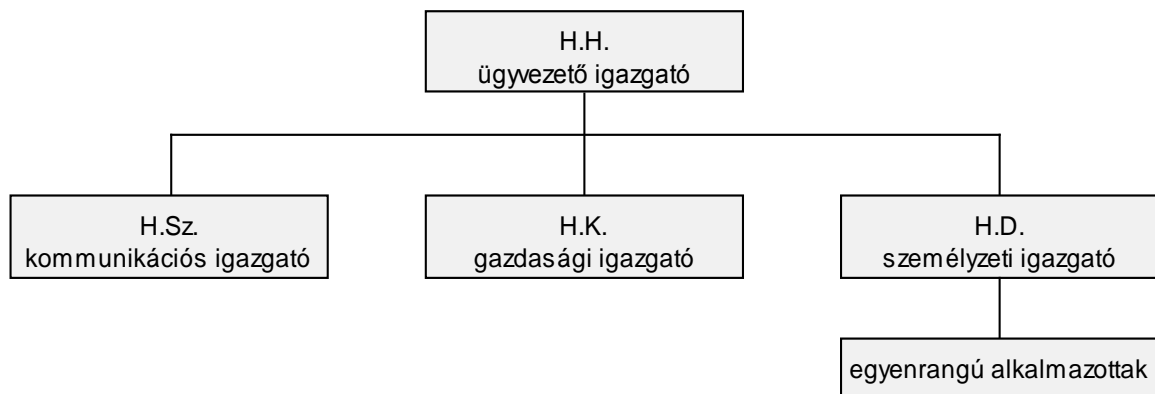 H.H.
ügyvezető igazgató
H.Sz.
kommunikációs igazgató
H.K.
gazdasági igazgató
H.D.
személyzeti igazgató
egyenrangú alkalmazottak